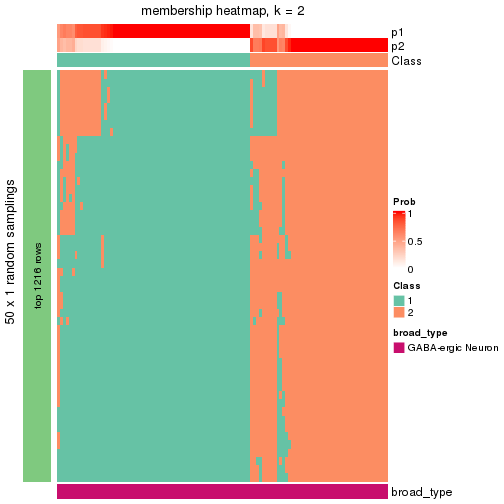 membership heatmap, k = 2
p1
p2
Class
50 x 1 random samplings
top 1216 rows
Prob
1
0.5
0
Class
1
2
broad_type
GABA-ergic Neuron
broad_type